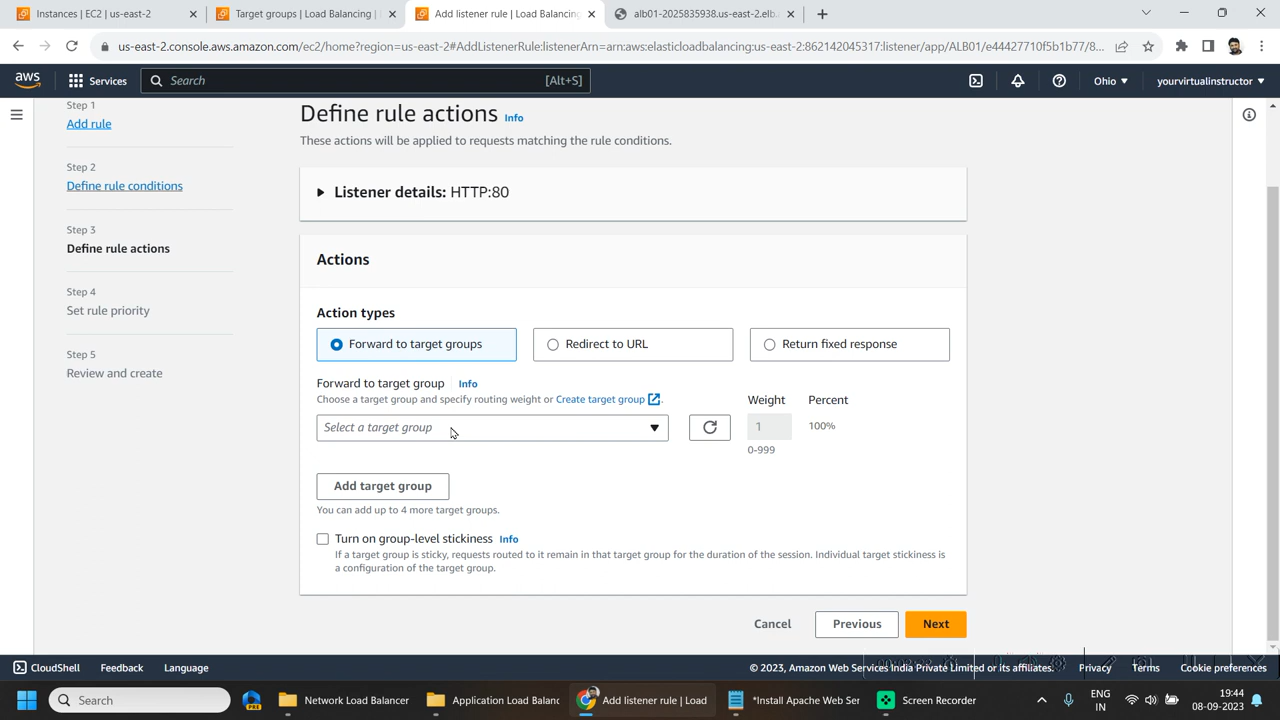 Instances | EC2 | us-east-2
Target groups | Load Balancing |
Add listener rule | Load Balancing
alb01-2025835938.us-east-2.elb.
us-east-2.console.aws.amazon.com/ec2/home?region=us-east-2#AddListenerRule:listenerArn=arn:aws:elasticloadbalancing:us-east-2:862142045317:listener/app/ALB01/e44427710f5b1b77/8...
aws
Services
Search
[Alt+S]
Ohio
yourvirtualinstructor
Step 1
Add rule
Step 2
Define rule conditions
Step 3
Define rule actions
Step 4
Set rule priority
Step 5
Review and create
Define rule actions Info
These actions will be applied to requests matching the rule conditions.
Listener details: HTTP:80
Actions
Action types
Forward to target groups
Redirect to URL
Return fixed response
Forward to target group Info
Choose a target group and specify routing weight or Create target group .
Weight
Percent
Select a target group
1
100%
0-999
Add target group
You can add up to 4 more target groups.
Turn on group-level stickiness Info
If a target group is sticky, requests routed to it remain in that target group for the duration of the session. Individual target stickiness is
a configuration of the target group.
Cancel
Previous
Next
CloudShell
Feedback
Language
© 2023, Amazon Web Services India Private Limited or its affiliates.
Privacy
Terms
Cookie preferences
Search
PRE
Network Load Balancer
Application Load Balanc
Add listener rule | Load
*Install Apache Web Ser
Screen Recorder
ENG
IN
19:44
08-09-2023